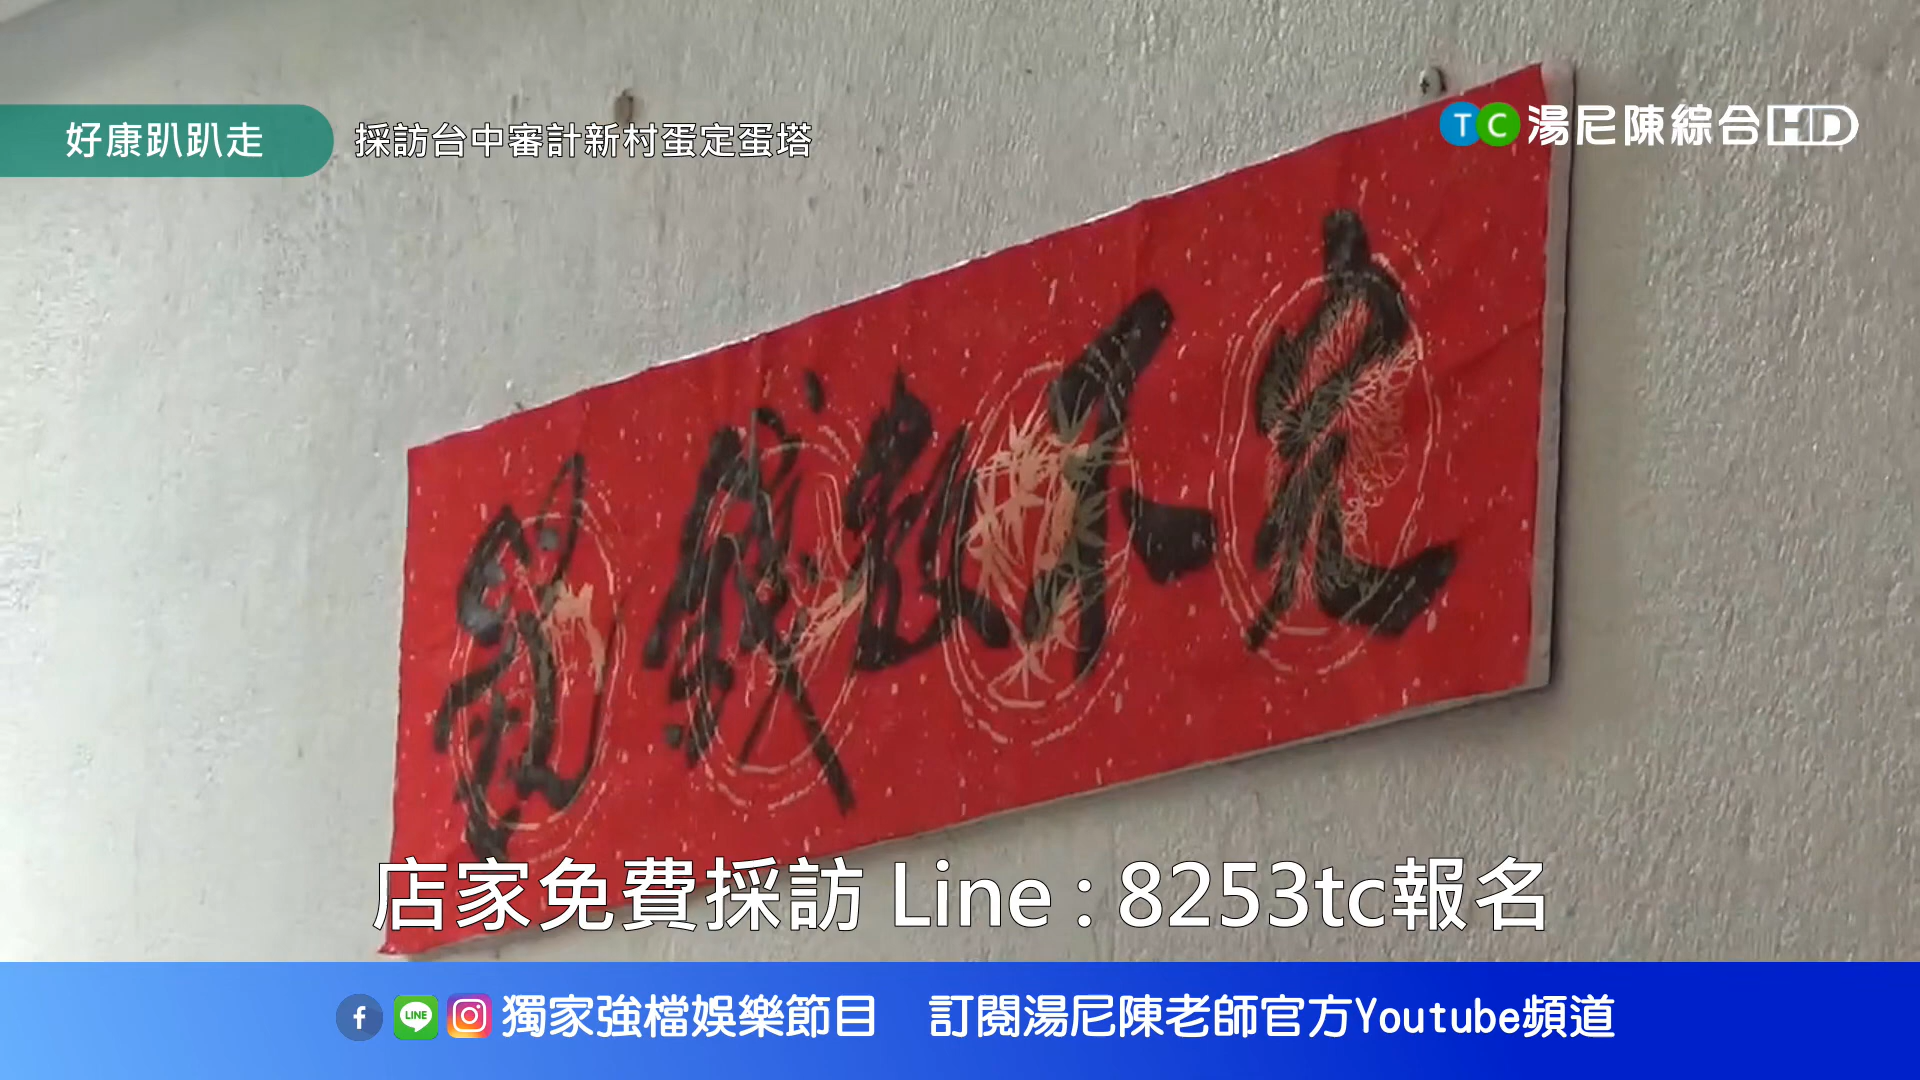 好康趴趴走
採訪台中審計新村蛋定蛋塔
TC湯尼陳綜合HD
店家免費採訪 Line : 8253tc報名
LINE 獨家強檔娛樂節目 訂閱湯尼陳老師官方Youtube頻道